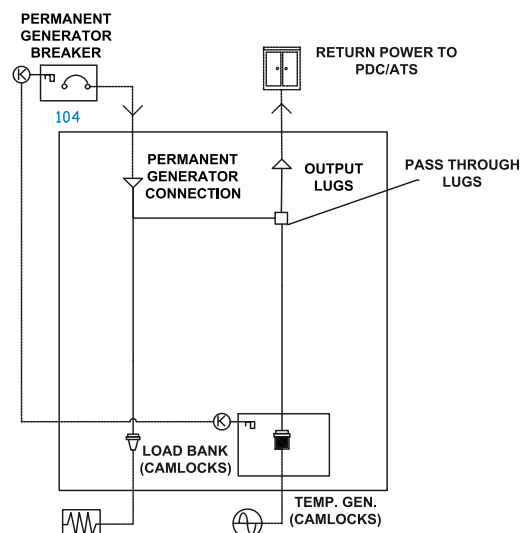 PERMANENT
GENERATOR
BREAKER
K
104
RETURN POWER TO
PDC/ATS
PERMANENT
GENERATOR
CONNECTION
OUTPUT
LUGS
PASS THROUGH
LUGS
K
LOAD BANK
(CAMLOCKS)
TEMP. GEN.
(CAMLOCKS)